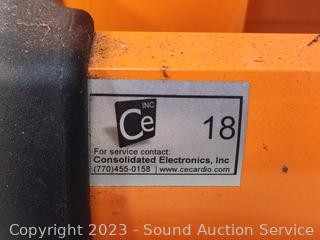 INC
Ce
18
For service contact:
Consolidated Electronics, Inc
(770)455-0158 | www.cecardio.com
Copyright 2023 - Sound Auction Service